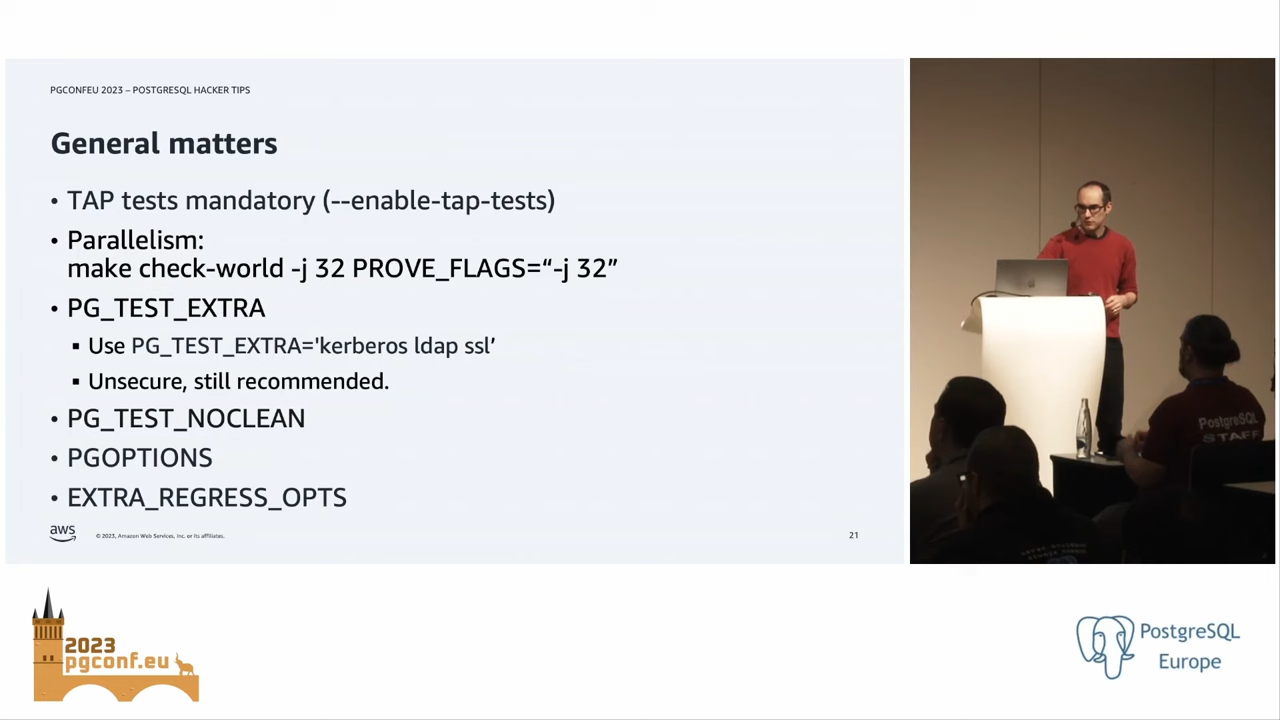 PGCONFEU 2023 – POSTGRESQL HACKER TIPS
General matters
• TAP tests mandatory (--enable-tap-tests)
• Parallelism:
make check-world -j 32 PROVE_FLAGS=“-j 32”
• PG_TEST_EXTRA
▪ Use PG_TEST_EXTRA='kerberos ldap ssl’
▪ Unsecure, still recommended.
• PG_TEST_NOCLEAN
• PGOPTIONS
• EXTRA_REGRESS_OPTS
aws
© 2023, Amazon Web Services, Inc. or its affiliates.
21
PostgreSQL
STAFF
2023
pgconf.eu
PostgreSQL
Europe